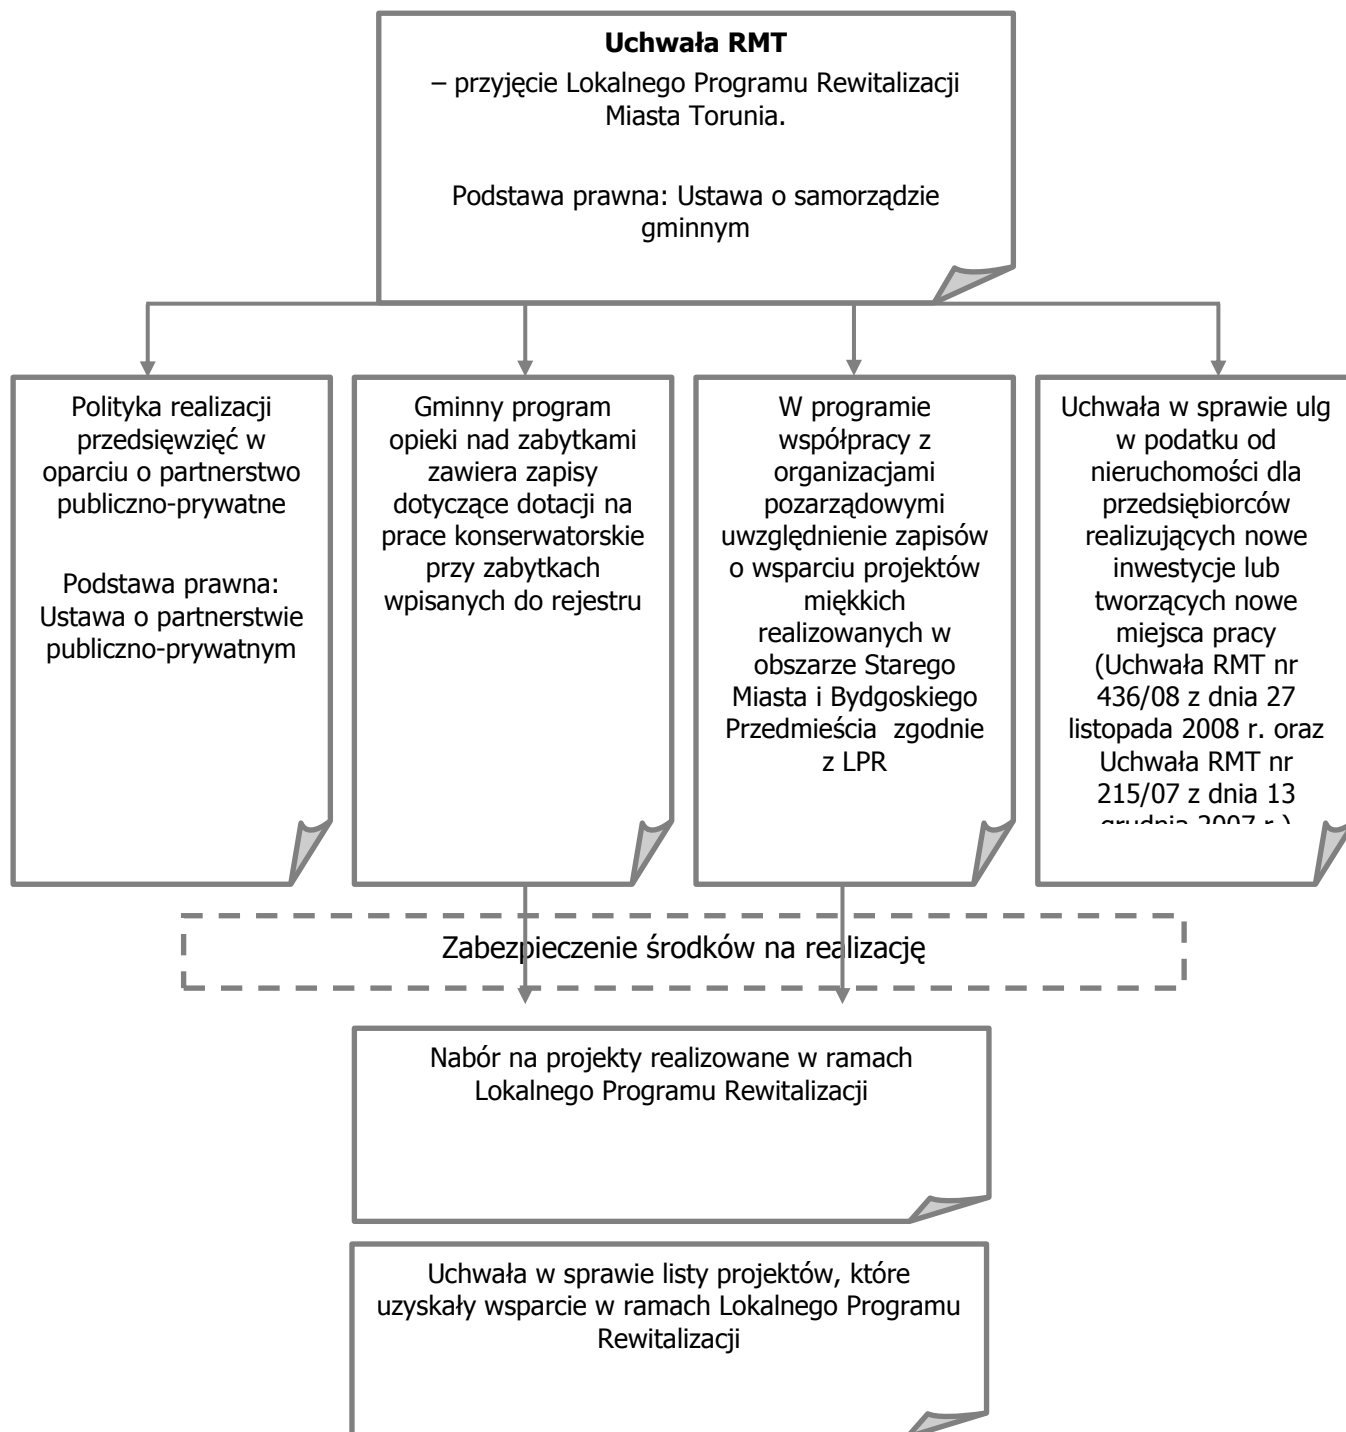 Uchwała RMT
– przyjęcie Lokalnego Programu Rewitalizacji
Miasta Torunia.
Podstawa prawna: Ustawa o samorządzie
gminnym
Polityka realizacji
przedsięwzięć w
oparciu o partnerstwo
publiczno-prywatne
Podstawa prawna:
Ustawa o partnerstwie
publiczno-prywatnym
Gminny program
opieki nad zabytkami
zawiera zapisy
dotyczące dotacji na
prace konserwatorskie
przy zabytkach
wpisanych do rejestru
W programie
współpracy z
organizacjami
pozarządowymi
uwzględnienie zapisów
o wsparciu projektów
miękkich
realizowanych w
obszarze Starego
Miasta i Bydgoskiego
Przedmieścia zgodnie
z LPR
Uchwała w sprawie ulg
w podatku od
nieruchomości dla
przedsiębiorców
realizujących nowe
inwestycje lub
tworzących nowe
miejsca pracy
(Uchwała RMT nr
436/08 z dnia 27
listopada 2008 r. oraz
Uchwała RMT nr
215/07 z dnia 13
grudnia 2007 r.)
Zabezpieczenie środków na realizację
Nabór na projekty realizowane w ramach
Lokalnego Programu Rewitalizacji
Uchwała w sprawie listy projektów, które
uzyskały wsparcie w ramach Lokalnego Programu
Rewitalizacji